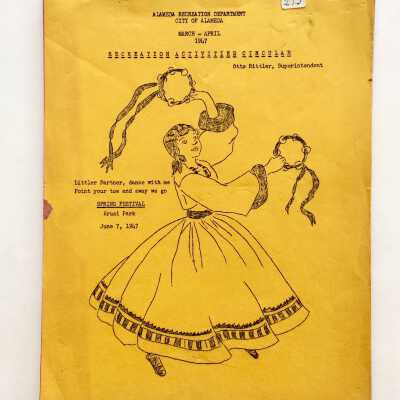 ALAMEDA RECREATION DEPARTMENT
CITY OF ALAMEDA
MARCH - APRIL
1947
RECREATION ACTIVITIES CIRCULAR
Otto Rittler, Superintendent
Littler Partner, dance with me
Point your toe and away we go
SPRING FESTIVAL
Krusi Park
June 7, 1947